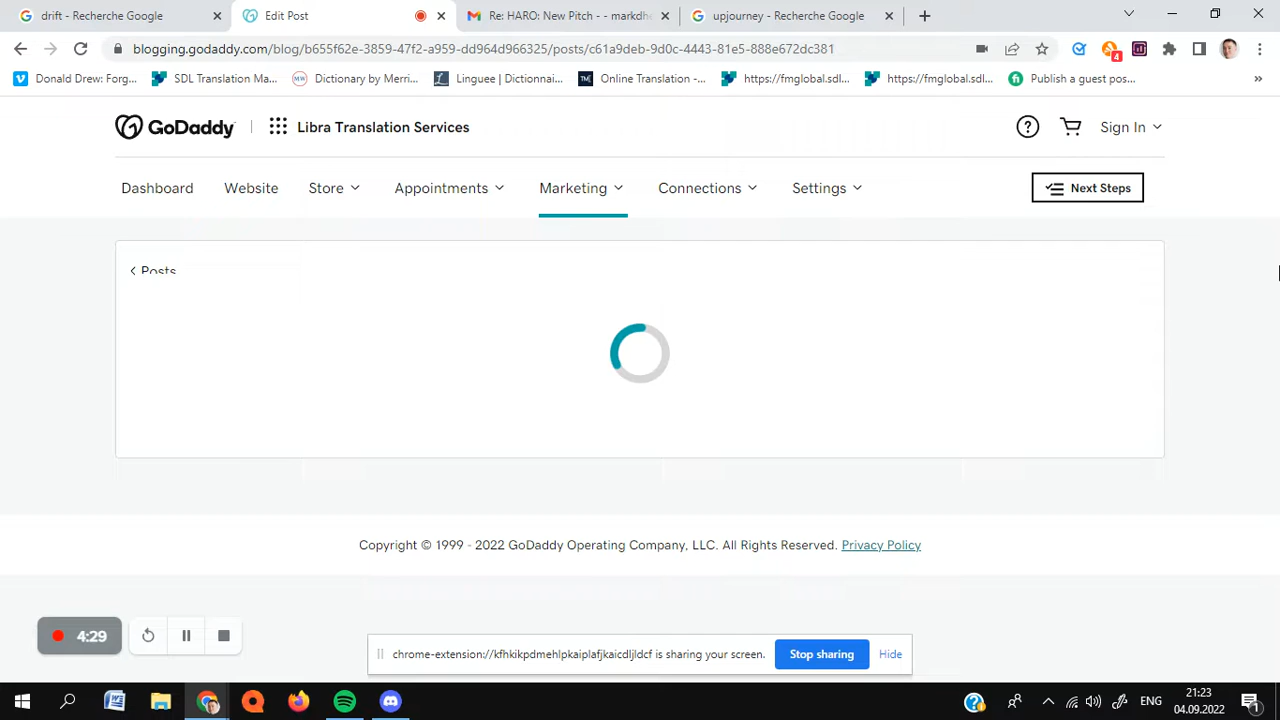 drift - Recherche Google
Edit Post
Re: HARO: New Pitch - - markdhe
upjourney - Recherche Google
blogging.godaddy.com/blog/b655f62e-3859-47f2-a959-dd964d966325/posts/c61a9deb-9d0c-4443-81e5-888e672dc381
4
Donald Drew: Forg...
SDL Translation Ma...
Dictionary by Merri...
Linguee | Dictionnai...
Online Translation -...
https://fmglobal.sdl...
https://fmglobal.sdl...
Publish a guest pos...
»
GoDaddy
Libra Translation Services
Sign In
Dashboard
Website
Store
Appointments
Marketing
Connections
Settings
Next Steps
Posts
Copyright © 1999 - 2022 GoDaddy Operating Company, LLC. All Rights Reserved. Privacy Policy
4:29
chrome-extension://kfhkikpdmehlpkaiplafjkaicdljldcf is sharing your screen.
Stop sharing
Hide
ENG
21:23
04.09.2022
1